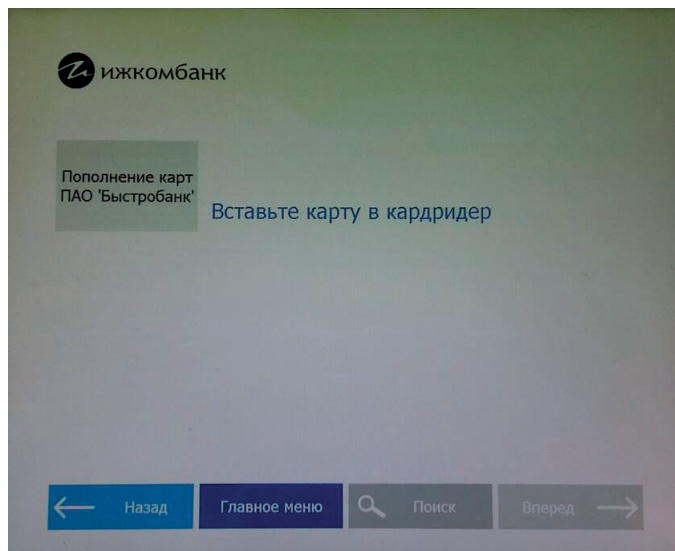 ижкомбанк
Пополнение карт
ПАО 'Быстробанк'
Вставьте карту в кардридер
Назад
Главное меню
Поиск
Вперед